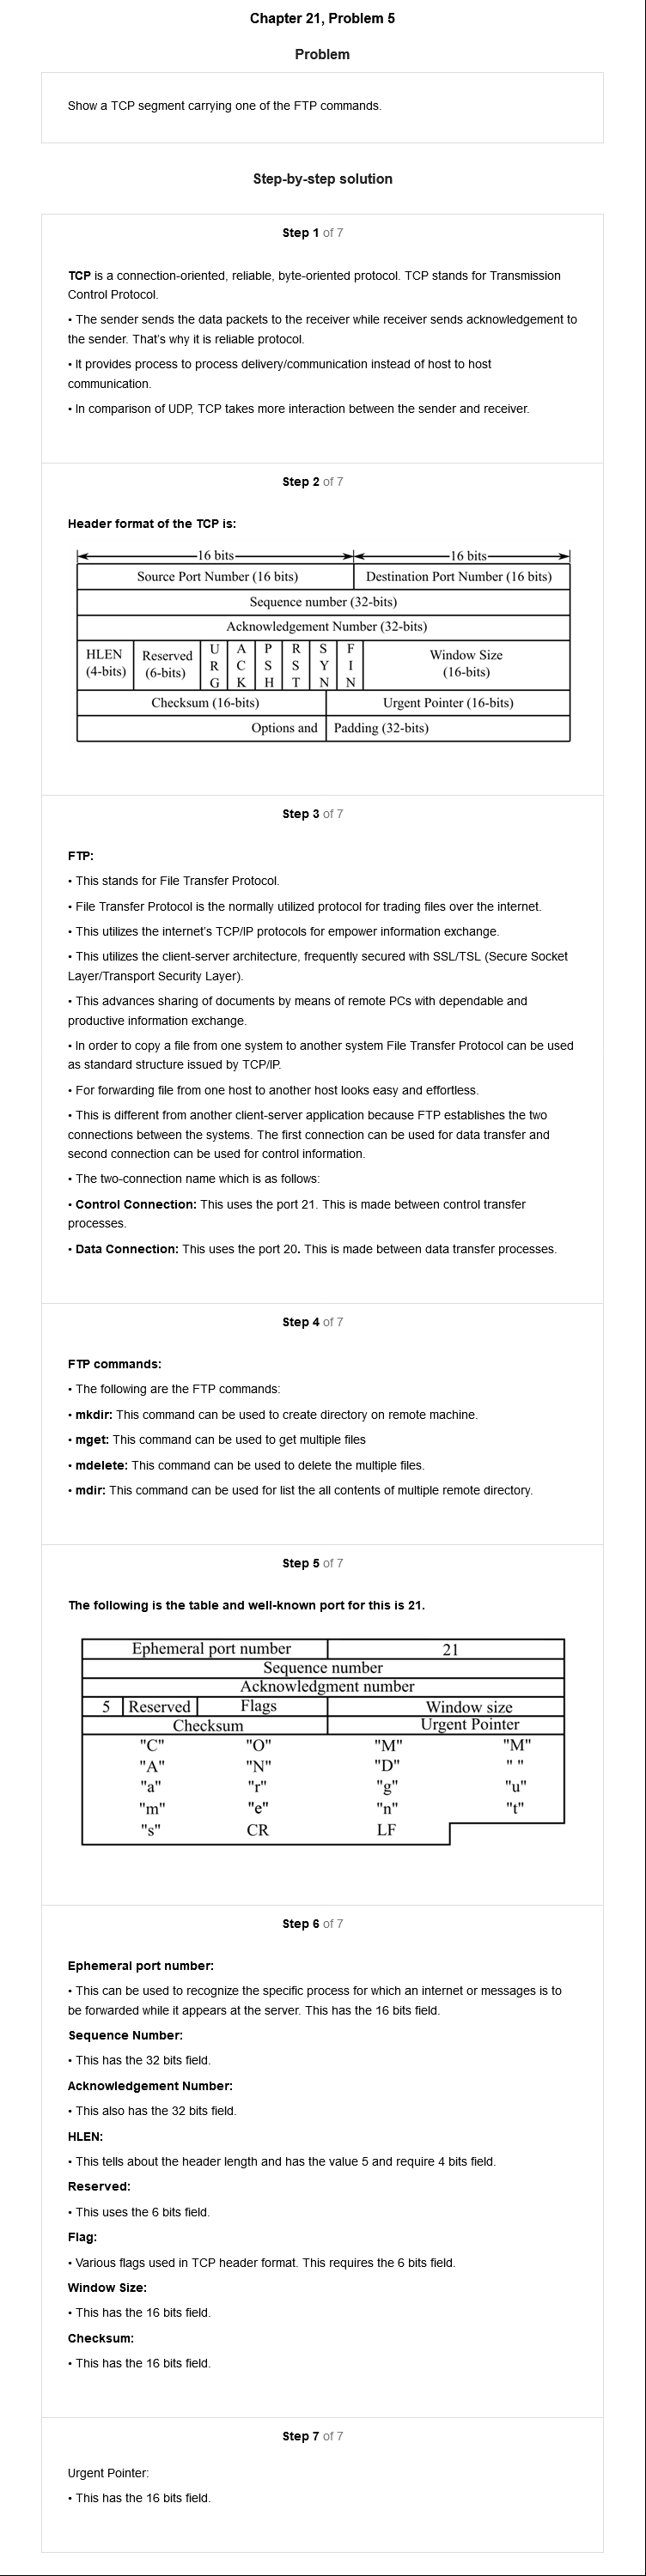 Chapter 21, Problem 5
Problem
Show a TCP segment carrying one of the FTP commands.
Step-by-step solution
Step 1 of 7
TCP is a connection-oriented, reliable, byte-oriented protocol. TCP stands for Transmission
Control Protocol.
• The sender sends the data packets to the receiver while receiver sends acknowledgement to
the sender. That's why it is reliable protocol.
• It provides process to process delivery/communication instead of host to host
communication.
• In comparison of UDP, TCP takes more interaction between the sender and receiver.
Step 2 of 7
Header format of the TCP is:
16 bits 16 bits
Source Port Number (16 bits) Destination Port Number (16 bits)
Sequence number (32-bits)
Acknowledgement Number (32-bits)
HLEN (4-bits) Reserved (6-bits) URG ACK PSH RST SYN FIN Window Size (16-bits)
Checksum (16-bits) Urgent Pointer (16-bits)
Options and Padding (32-bits)
Step 3 of 7
FTP:
• This stands for File Transfer Protocol.
• File Transfer Protocol is the normally utilized protocol for trading files over the internet.
• This utilizes the internet's TCP/IP protocols for empower information exchange.
• This utilizes the client-server architecture, frequently secured with SSL/TSL (Secure Socket
Layer/Transport Security Layer).
• This advances sharing of documents by means of remote PCs with dependable and
productive information exchange.
• In order to copy a file from one system to another system File Transfer Protocol can be used
as standard structure issued by TCP/IP.
• For forwarding file from one host to another host looks easy and effortless.
• This is different from another client-server application because FTP establishes the two
connections between the systems. The first connection can be used for data transfer and
second connection can be used for control information.
• The two-connection name which is as follows:
• Control Connection: This uses the port 21. This is made between control transfer
processes.
• Data Connection: This uses the port 20. This is made between data transfer processes.
Step 4 of 7
FTP commands:
• The following are the FTP commands:
• mkdir: This command can be used to create directory on remote machine.
• mget: This command can be used to get multiple files
• mdelete: This command can be used to delete the multiple files.
• mdir: This command can be used for list the all contents of multiple remote directory.
Step 5 of 7
The following is the table and well-known port for this is 21.
Ephemeral port number 21
Sequence number
Acknowledgment number
5 Reserved Flags Window size
Checksum Urgent Pointer
"C" "O" "M" "M"
"A" "N" "D" " "
"a" "r" "g" "u"
"m" "e" "n" "t"
"s" CR LF
Step 6 of 7
Ephemeral port number:
• This can be used to recognize the specific process for which an internet or messages is to
be forwarded while it appears at the server. This has the 16 bits field.
Sequence Number:
• This has the 32 bits field.
Acknowledgement Number:
• This also has the 32 bits field.
HLEN:
• This tells about the header length and has the value 5 and require 4 bits field.
Reserved:
• This uses the 6 bits field.
Flag:
• Various flags used in TCP header format. This requires the 6 bits field.
Window Size:
• This has the 16 bits field.
Checksum:
• This has the 16 bits field.
Step 7 of 7
Urgent Pointer:
• This has the 16 bits field.